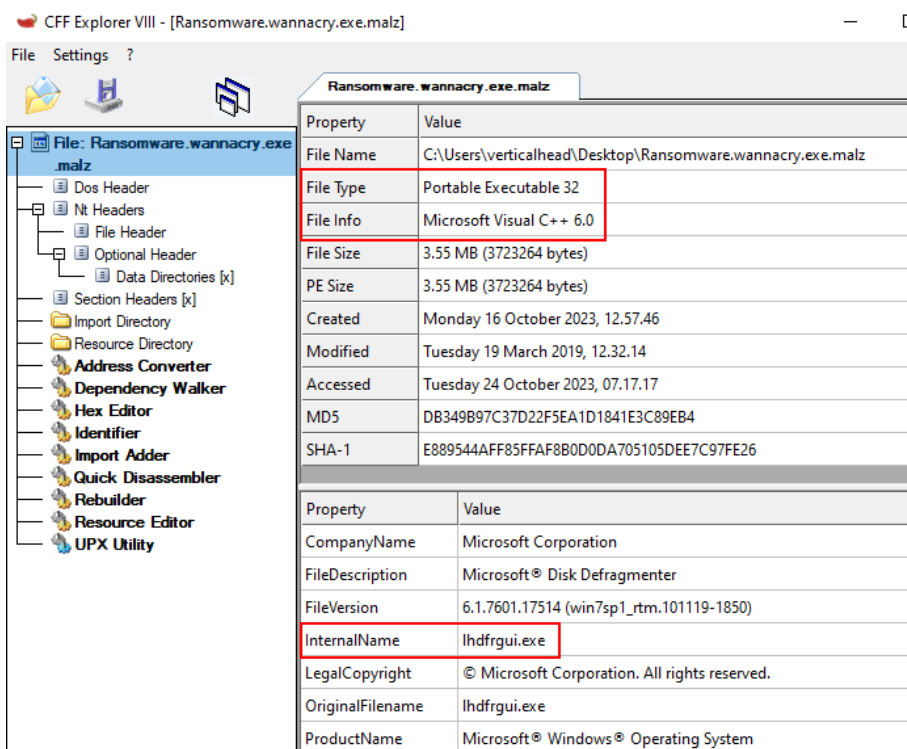 CFF Explorer VIII - [Ransomware.wannacry.exe.malz]
File Settings ?
Ransomware.wannacry.exe.malz
File: Ransomware.wannacry.exe
.malz
Dos Header
Nt Headers
File Header
Optional Header
Data Directories [x]
Section Headers [x]
Import Directory
Resource Directory
Address Converter
Dependency Walker
Hex Editor
Identifier
Import Adder
Quick Disassembler
Rebuilder
Resource Editor
UPX Utility
Property Value
File Name C:\Users\verticalhead\Desktop\Ransomware.wannacry.exe.malz
File Type Portable Executable 32
File Info Microsoft Visual C++ 6.0
File Size 3.55 MB (3723264 bytes)
PE Size 3.55 MB (3723264 bytes)
Created Monday 16 October 2023, 12.57.46
Modified Tuesday 19 March 2019, 12.32.14
Accessed Tuesday 24 October 2023, 07.17.17
MD5 DB349B97C37D22F5EA1D1841E3C89EB4
SHA-1 E889544AFF85FFAF8B0D0DA705105DEE7C97FE26
Property Value
CompanyName Microsoft Corporation
FileDescription Microsoft® Disk Defragmenter
FileVersion 6.1.7601.17514 (win7sp1_rtm.101119-1850)
InternalName lhdfrgui.exe
LegalCopyright © Microsoft Corporation. All rights reserved.
OriginalFilename lhdfrgui.exe
ProductName Microsoft® Windows® Operating System